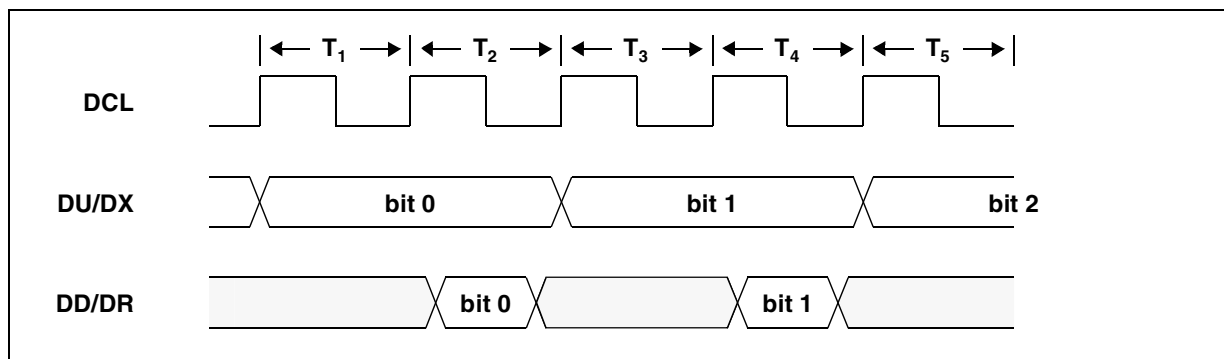 T1 T2 T3 T4 T5
DCL
DU/DX bit 0 bit 1 bit 2
DD/DR bit 0 bit 1